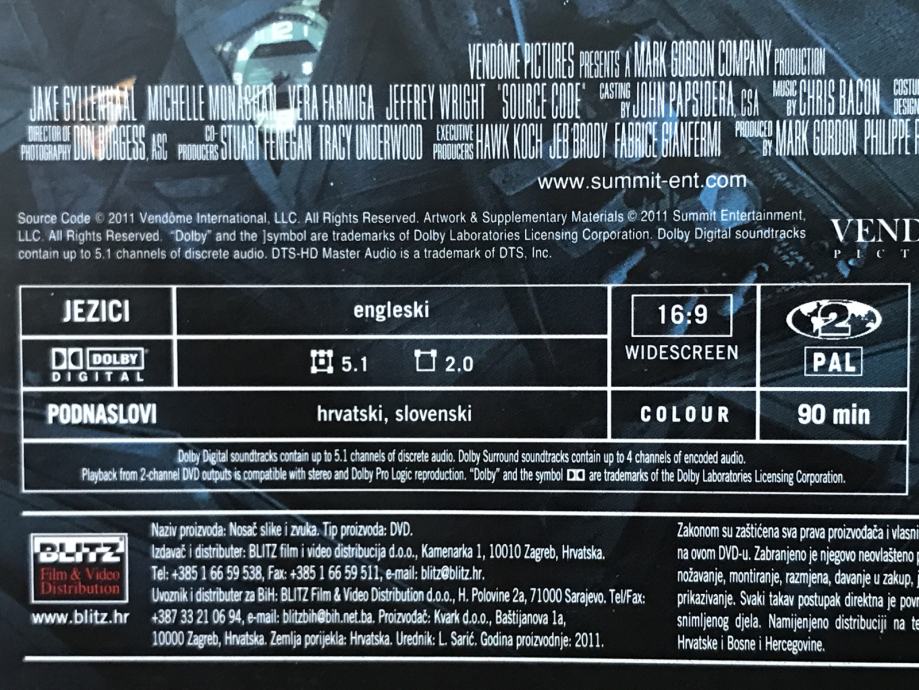 VENDÔME PICTURES PRESENTS A MARK GORDON COMPANY PRODUCTION
JAKE GYLLENHAAL MICHELLE MONAGHAN VERA FARMIGA JEFFREY WRIGHT "SOURCE CODE" CASTING BY JOHN PAPSIDERA, CSA MUSIC BY CHRIS BACON
DIRECTOR OF PHOTOGRAPHY DON BURGESS, ASC CO-PRODUCERS STUART FENEGAN TRACY UNDERWOOD EXECUTIVE PRODUCERS HAWK KOCH JEB BRODY FABRICE GIANFERMI PRODUCED BY MARK GORDON PHILIPPE
www.summit-ent.com
Source Code © 2011 Vendôme International, LLC. All Rights Reserved. Artwork & Supplementary Materials © 2011 Summit Entertainment,
LLC. All Rights Reserved. "Dolby" and the ]symbol are trademarks of Dolby Laboratories Licensing Corporation. Dolby Digital soundtracks
contain up to 5.1 channels of discrete audio. DTS-HD Master Audio is a trademark of DTS, Inc.
VEND
PICT
JEZICI engleski 16:9 2
WIDESCREEN
DOLBY DIGITAL 5.1 2.0 PAL
PODNASLOVI hrvatski, slovenski COLOUR 90 min
Dolby Digital soundtracks contain up to 5.1 channels of discrete audio. Dolby Surround soundtracks contain up to 4 channels of encoded audio.
Playback from 2-channel DVD outputs is compatible with stereo and Dolby Pro Logic reproduction. "Dolby" and the symbol are trademarks of the Dolby Laboratories Licensing Corporation.
BLITZ
Film & Video
Distribution
www.blitz.hr
Naziv proizvoda: Nosač slike i zvuka. Tip proizvoda: DVD.
Izdavač i distributer: BLITZ film i video distribucija d.o.o., Kamenarka 1, 10010 Zagreb, Hrvatska.
Tel: +385 1 66 59 538, Fax: +385 1 66 59 511, e-mail: blitz@blitz.hr.
Uvoznik i distributer za BiH: BLITZ Film & Video Distribution d.o.o., H. Polovine 2a, 71000 Sarajevo. Tel/Fax:
+387 33 21 06 94, e-mail: blitzbih@bih.net.ba. Proizvođač: Kvark d.o.o., Baštijanova 1a,
10000 Zagreb, Hrvatska. Zemlja porijekla: Hrvatska. Urednik: L. Sarić. Godina proizvodnje: 2011.
Zakonom su zaštićena sva prava proizvođača i vlasni
na ovom DVD-u. Zabranjeno je njegovo neovlašteno
nožavanje, montiranje, razmjena, davanje u zakup,
prikazivanje. Svaki takav postupak direktna je povr
snimljenog djela. Namijenjeno distribuciji na te
Hrvatske i Bosne i Hercegovine.